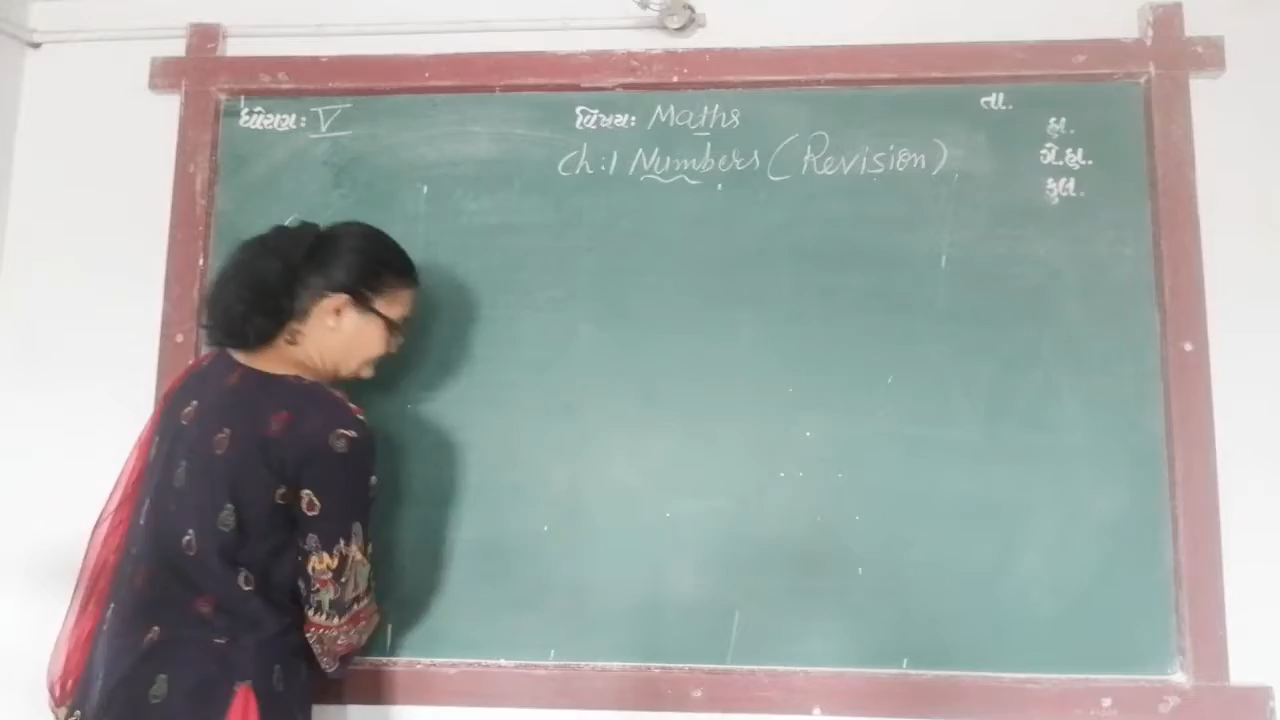 ધોરણ: V
વિષય: Maths
તા.
Ch:1 Numbers (Revision)
હા.
ગે.હા.
કુલ.